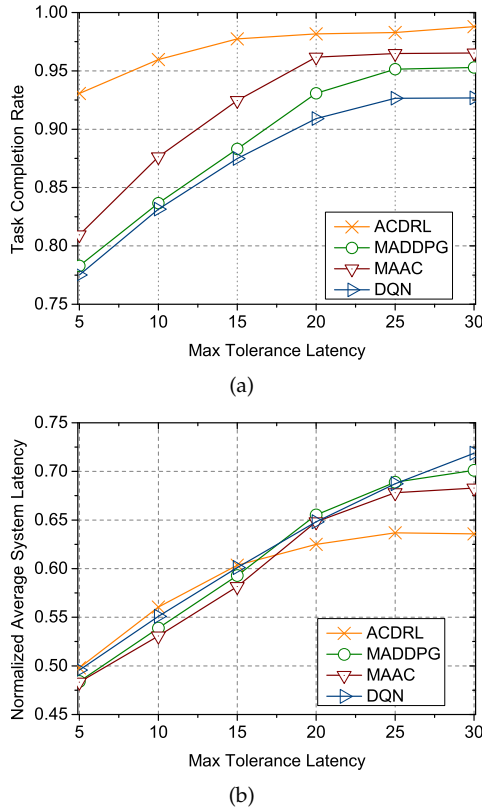 1.00
0.95
0.90
0.85
0.80
0.75
Task Completion Rate
ACDRL
MADDPG
MAAC
DQN
5 10 15 20 25 30
Max Tolerance Latency
(a)
0.75
0.70
0.65
0.60
0.55
0.50
0.45
Normalized Average System Latency
ACDRL
MADDPG
MAAC
DQN
5 10 15 20 25 30
Max Tolerance Latency
(b)